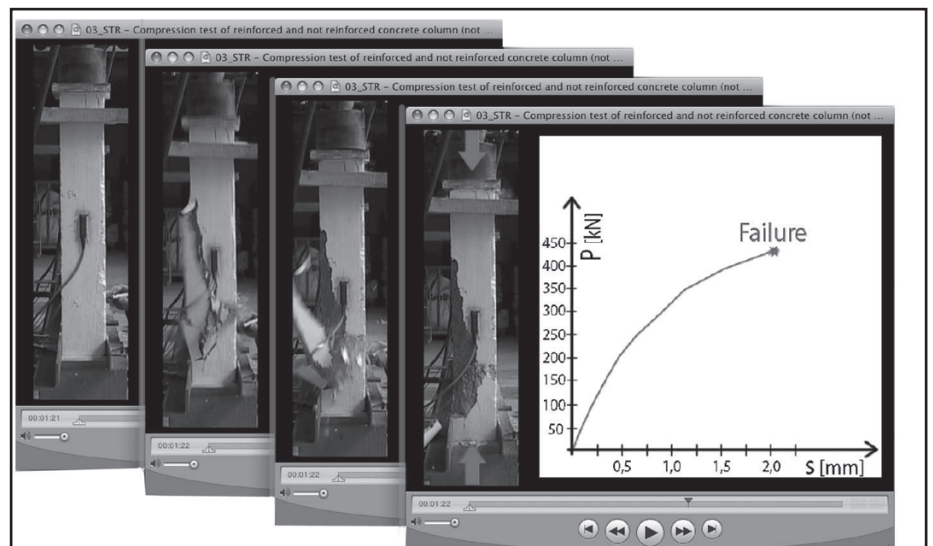 03_STR – Compression test of reinforced and not reinforced concrete column (not ...
03_STR – Compression test of reinforced and not reinforced concrete column (not ...
03_STR – Compression test of reinforced and not reinforced concrete column (not ...
03_STR – Compression test of reinforced and not reinforced concrete column (not ...
P [kN]
Failure
450
400
350
300
250
200
150
100
50
0,5 1,0 1,5 2,0 S [mm]
00:01:21
00:01:22
00:01:22
00:01:22